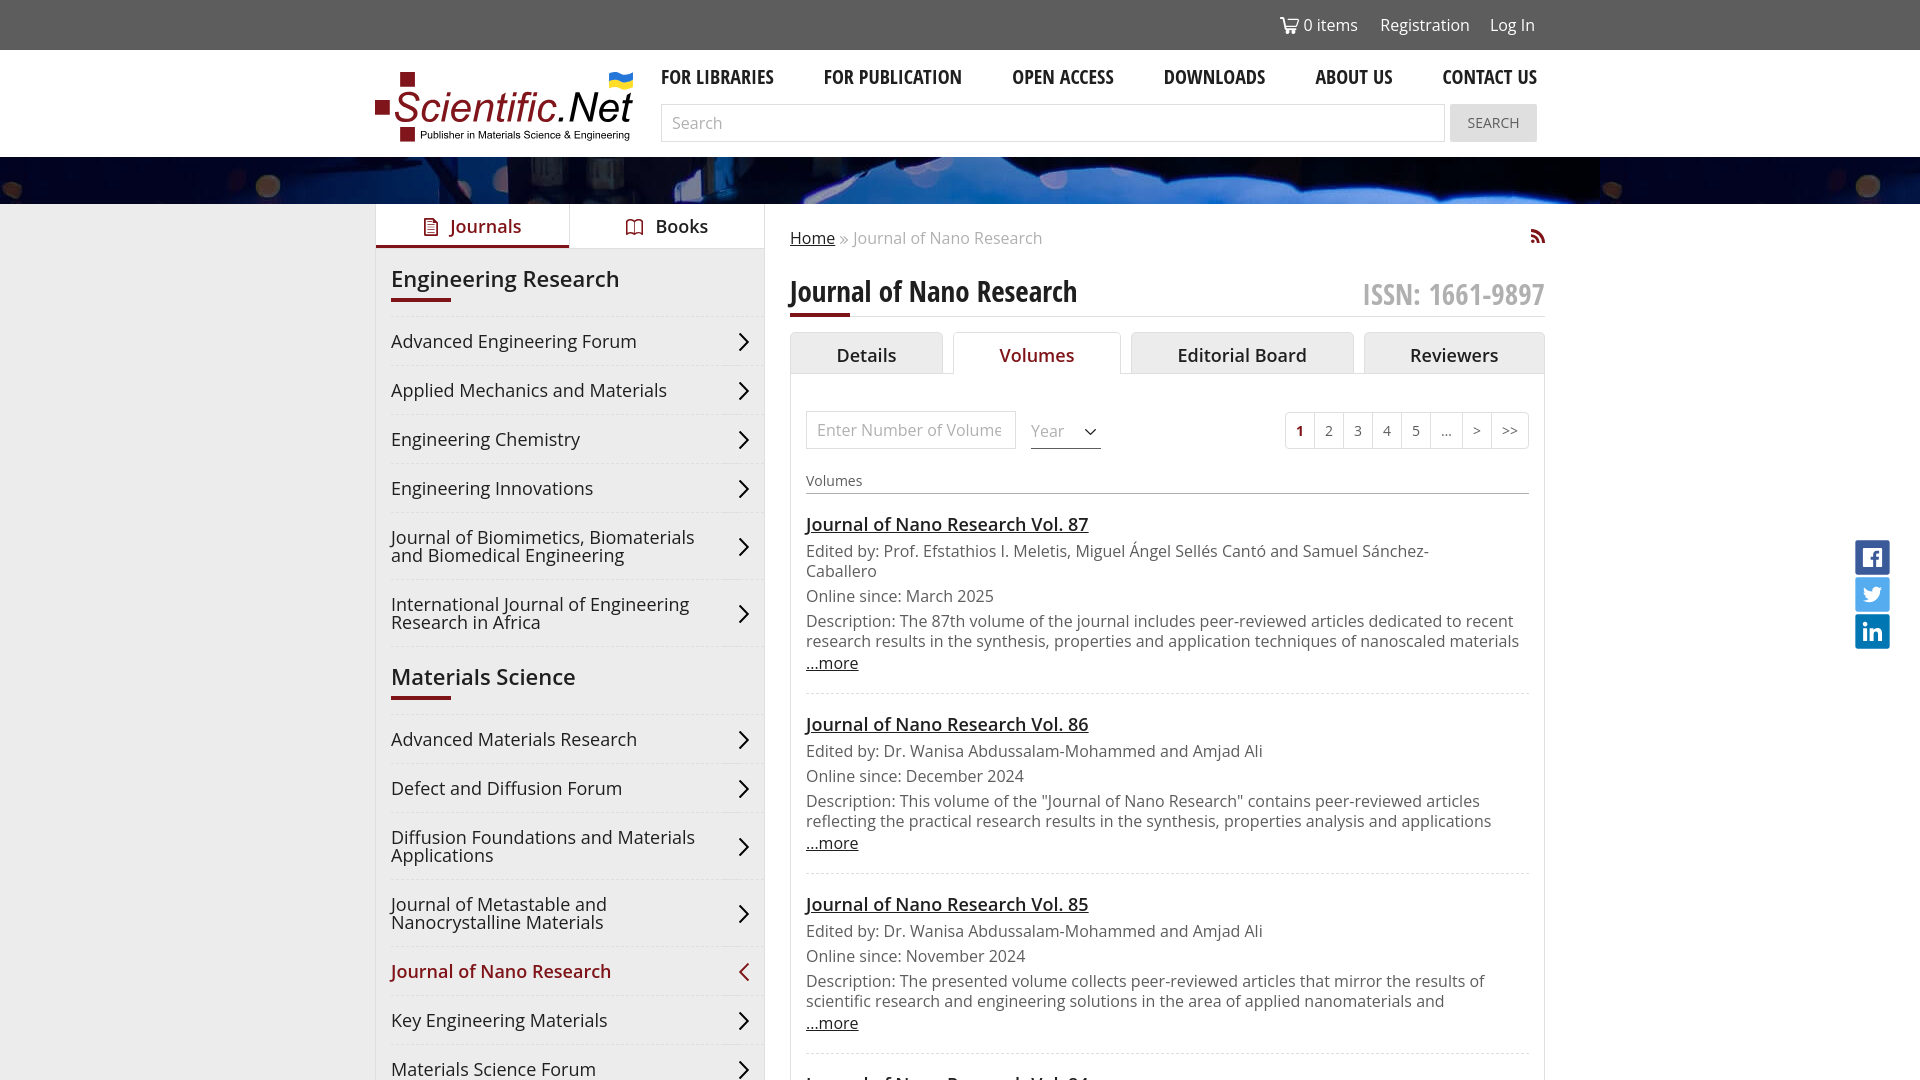 0 items Registration Log In
FOR LIBRARIES FOR PUBLICATION OPEN ACCESS DOWNLOADS ABOUT US CONTACT US
Scientific.Net
Publisher in Materials Science & Engineering
Search SEARCH
Journals Books
Engineering Research
Advanced Engineering Forum
Applied Mechanics and Materials
Engineering Chemistry
Engineering Innovations
Journal of Biomimetics, Biomaterials
and Biomedical Engineering
International Journal of Engineering
Research in Africa
Materials Science
Advanced Materials Research
Defect and Diffusion Forum
Diffusion Foundations and Materials
Applications
Journal of Metastable and
Nanocrystalline Materials
Journal of Nano Research
Key Engineering Materials
Materials Science Forum
Home » Journal of Nano Research
Journal of Nano Research ISSN: 1661-9897
Details Volumes Editorial Board Reviewers
Enter Number of Volume Year 1 2 3 4 5 ... > >>
Volumes
Journal of Nano Research Vol. 87
Edited by: Prof. Efstathios I. Meletis, Miguel Ángel Sellés Cantó and Samuel Sánchez-
Caballero
Online since: March 2025
Description: The 87th volume of the journal includes peer-reviewed articles dedicated to recent
research results in the synthesis, properties and application techniques of nanoscaled materials
...more
Journal of Nano Research Vol. 86
Edited by: Dr. Wanisa Abdussalam-Mohammed and Amjad Ali
Online since: December 2024
Description: This volume of the "Journal of Nano Research" contains peer-reviewed articles
reflecting the practical research results in the synthesis, properties analysis and applications
...more
Journal of Nano Research Vol. 85
Edited by: Dr. Wanisa Abdussalam-Mohammed and Amjad Ali
Online since: November 2024
Description: The presented volume collects peer-reviewed articles that mirror the results of
scientific research and engineering solutions in the area of applied nanomaterials and
...more